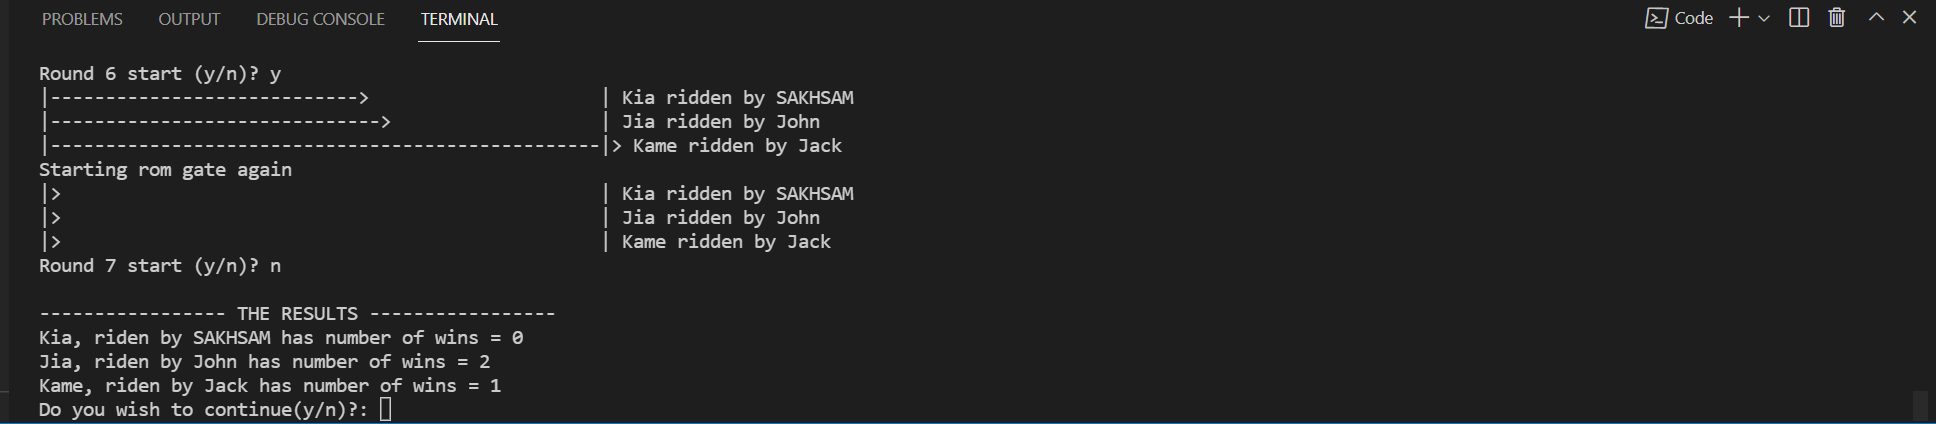 PROBLEMS OUTPUT DEBUG CONSOLE TERMINAL Code
Round 6 start (y/n)? y
|---------------------------->                     | Kia ridden by SAKHSAM
|------------------------------>                   | Jia ridden by John
|--------------------------------------------------|> Kame ridden by Jack
Starting rom gate again
|>                                                 | Kia ridden by SAKHSAM
|>                                                 | Jia ridden by John
|>                                                 | Kame ridden by Jack
Round 7 start (y/n)? n
----------------- THE RESULTS -----------------
Kia, riden by SAKHSAM has number of wins = 0
Jia, riden by John has number of wins = 2
Kame, riden by Jack has number of wins = 1
Do you wish to continue(y/n)?: